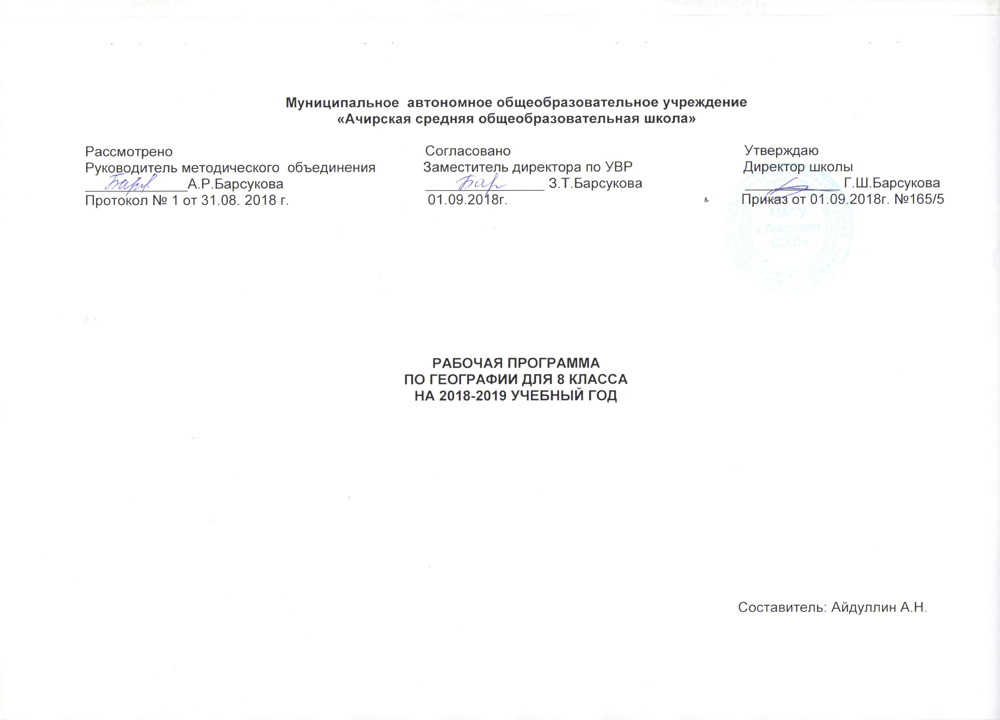 Муниципальное автономное общеобразовательное учреждение
«Ачирская средняя общеобразовательная школа»
Рассмотрено
Руководитель методического объединения
Барс А.Р.Барсукова
Протокол № 1 от 31.08. 2018 г.
Согласовано
Заместитель директора по УВР
Бар З.Т.Барсукова
01.09.2018г.
Утверждаю
Директор школы
Г.Ш.Барсукова
Приказ от 01.09.2018г. №165/5
МАОУ
« Ачирская
СОШ»
РАБОЧАЯ ПРОГРАММА
ПО ГЕОГРАФИИ ДЛЯ 8 КЛАССА
НА 2018-2019 УЧЕБНЫЙ ГОД
Составитель: Айдуллин А.Н.